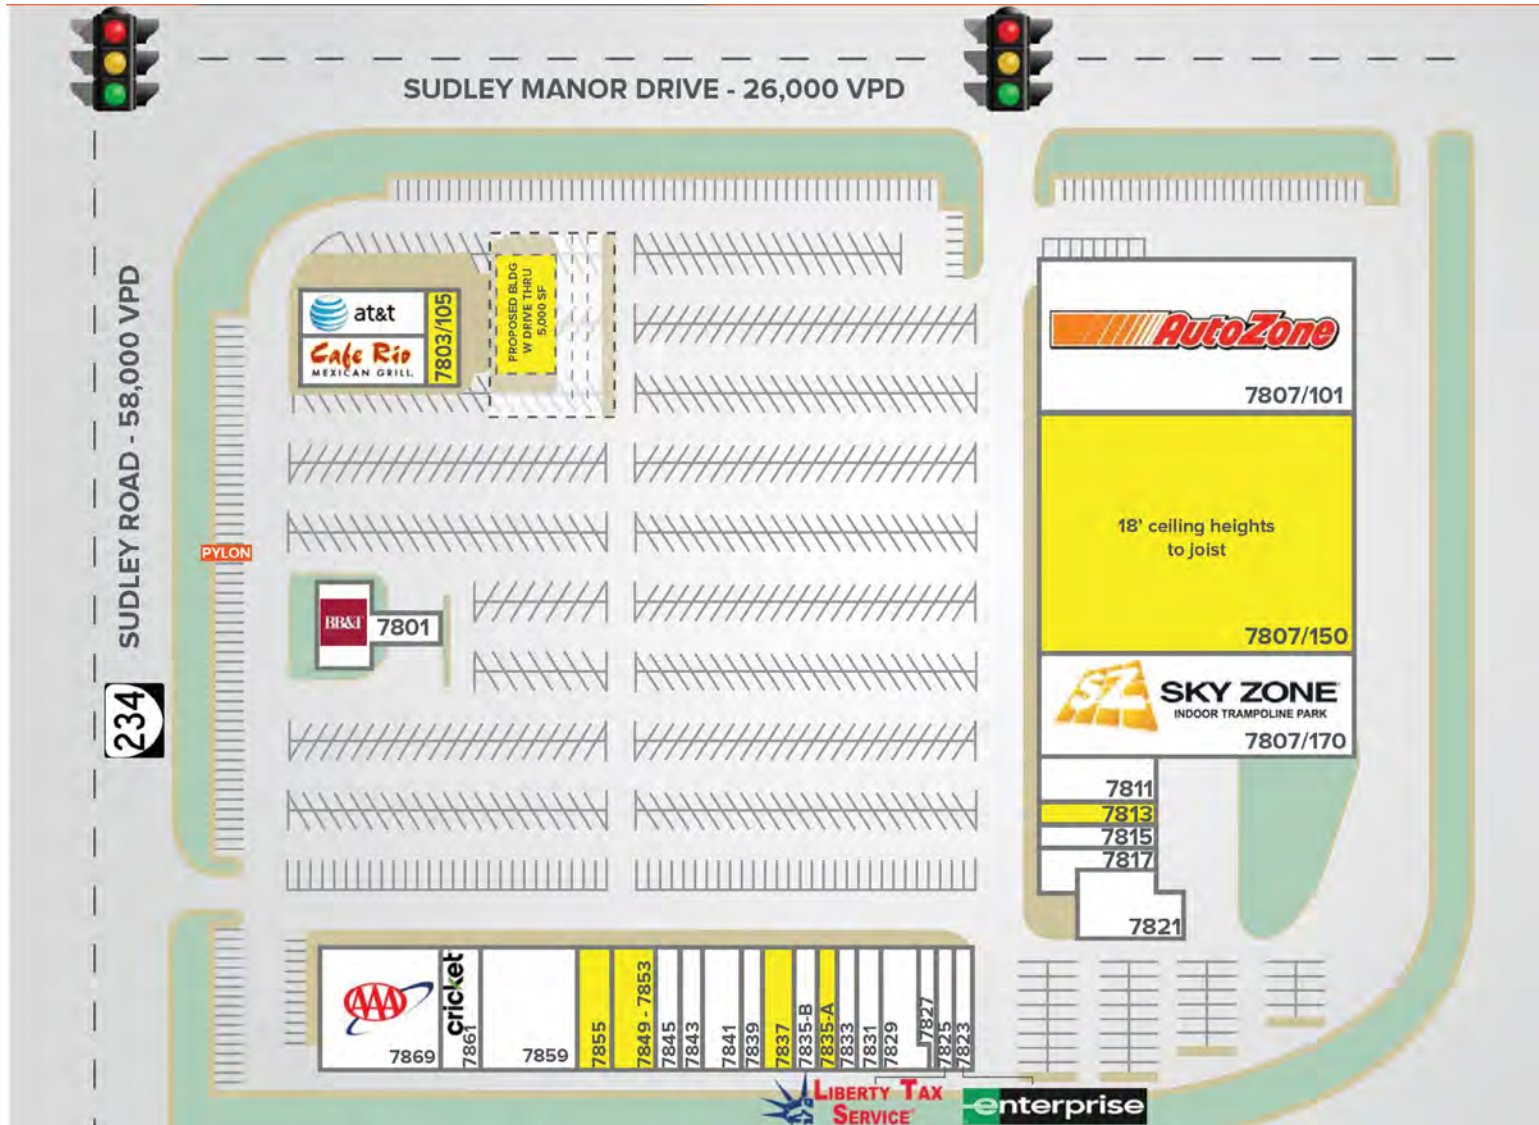 SUDLEY MANOR DRIVE - 26,000 VPD
SUDLEY ROAD - 58,000 VPD
234
PYLON
at&t
Cafe Rio
MEXICAN GRILL
7803/105
PROPOSED BLDG
W DRIVE THRU
5,000 SF
BB&T
7801
AutoZone
7807/101
18' ceiling heights
to joist
7807/150
SZ
SKY ZONE
INDOOR TRAMPOLINE PARK
7807/170
7811
7813
7815
7817
7821
AAA
7869
cricket
7861
7859
7855
7849 - 7853
7845
7843
7841
7839
7837
7835-B
7835-A
7833
7831
7829
7827
7825
7823
LIBERTY TAX
SERVICE
enterprise